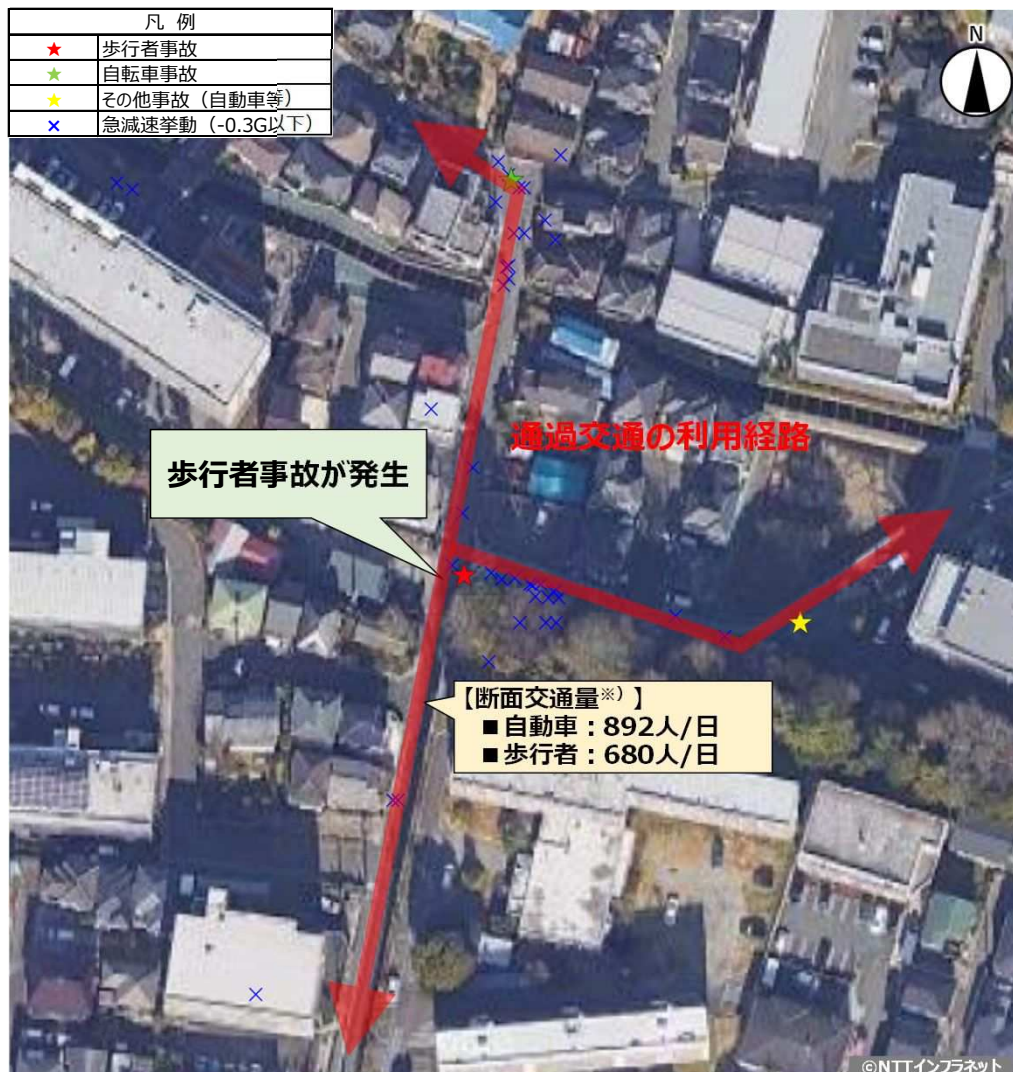 凡 例
★ 歩行者事故
★ 自転車事故
★ その他事故（自動車等）
× 急減速挙動（-0.3G以下）
N
通過交通の利用経路
歩行者事故が発生
【断面交通量※）】
■自動車：892人/日
■歩行者：680人/日
©NTTインフラネット